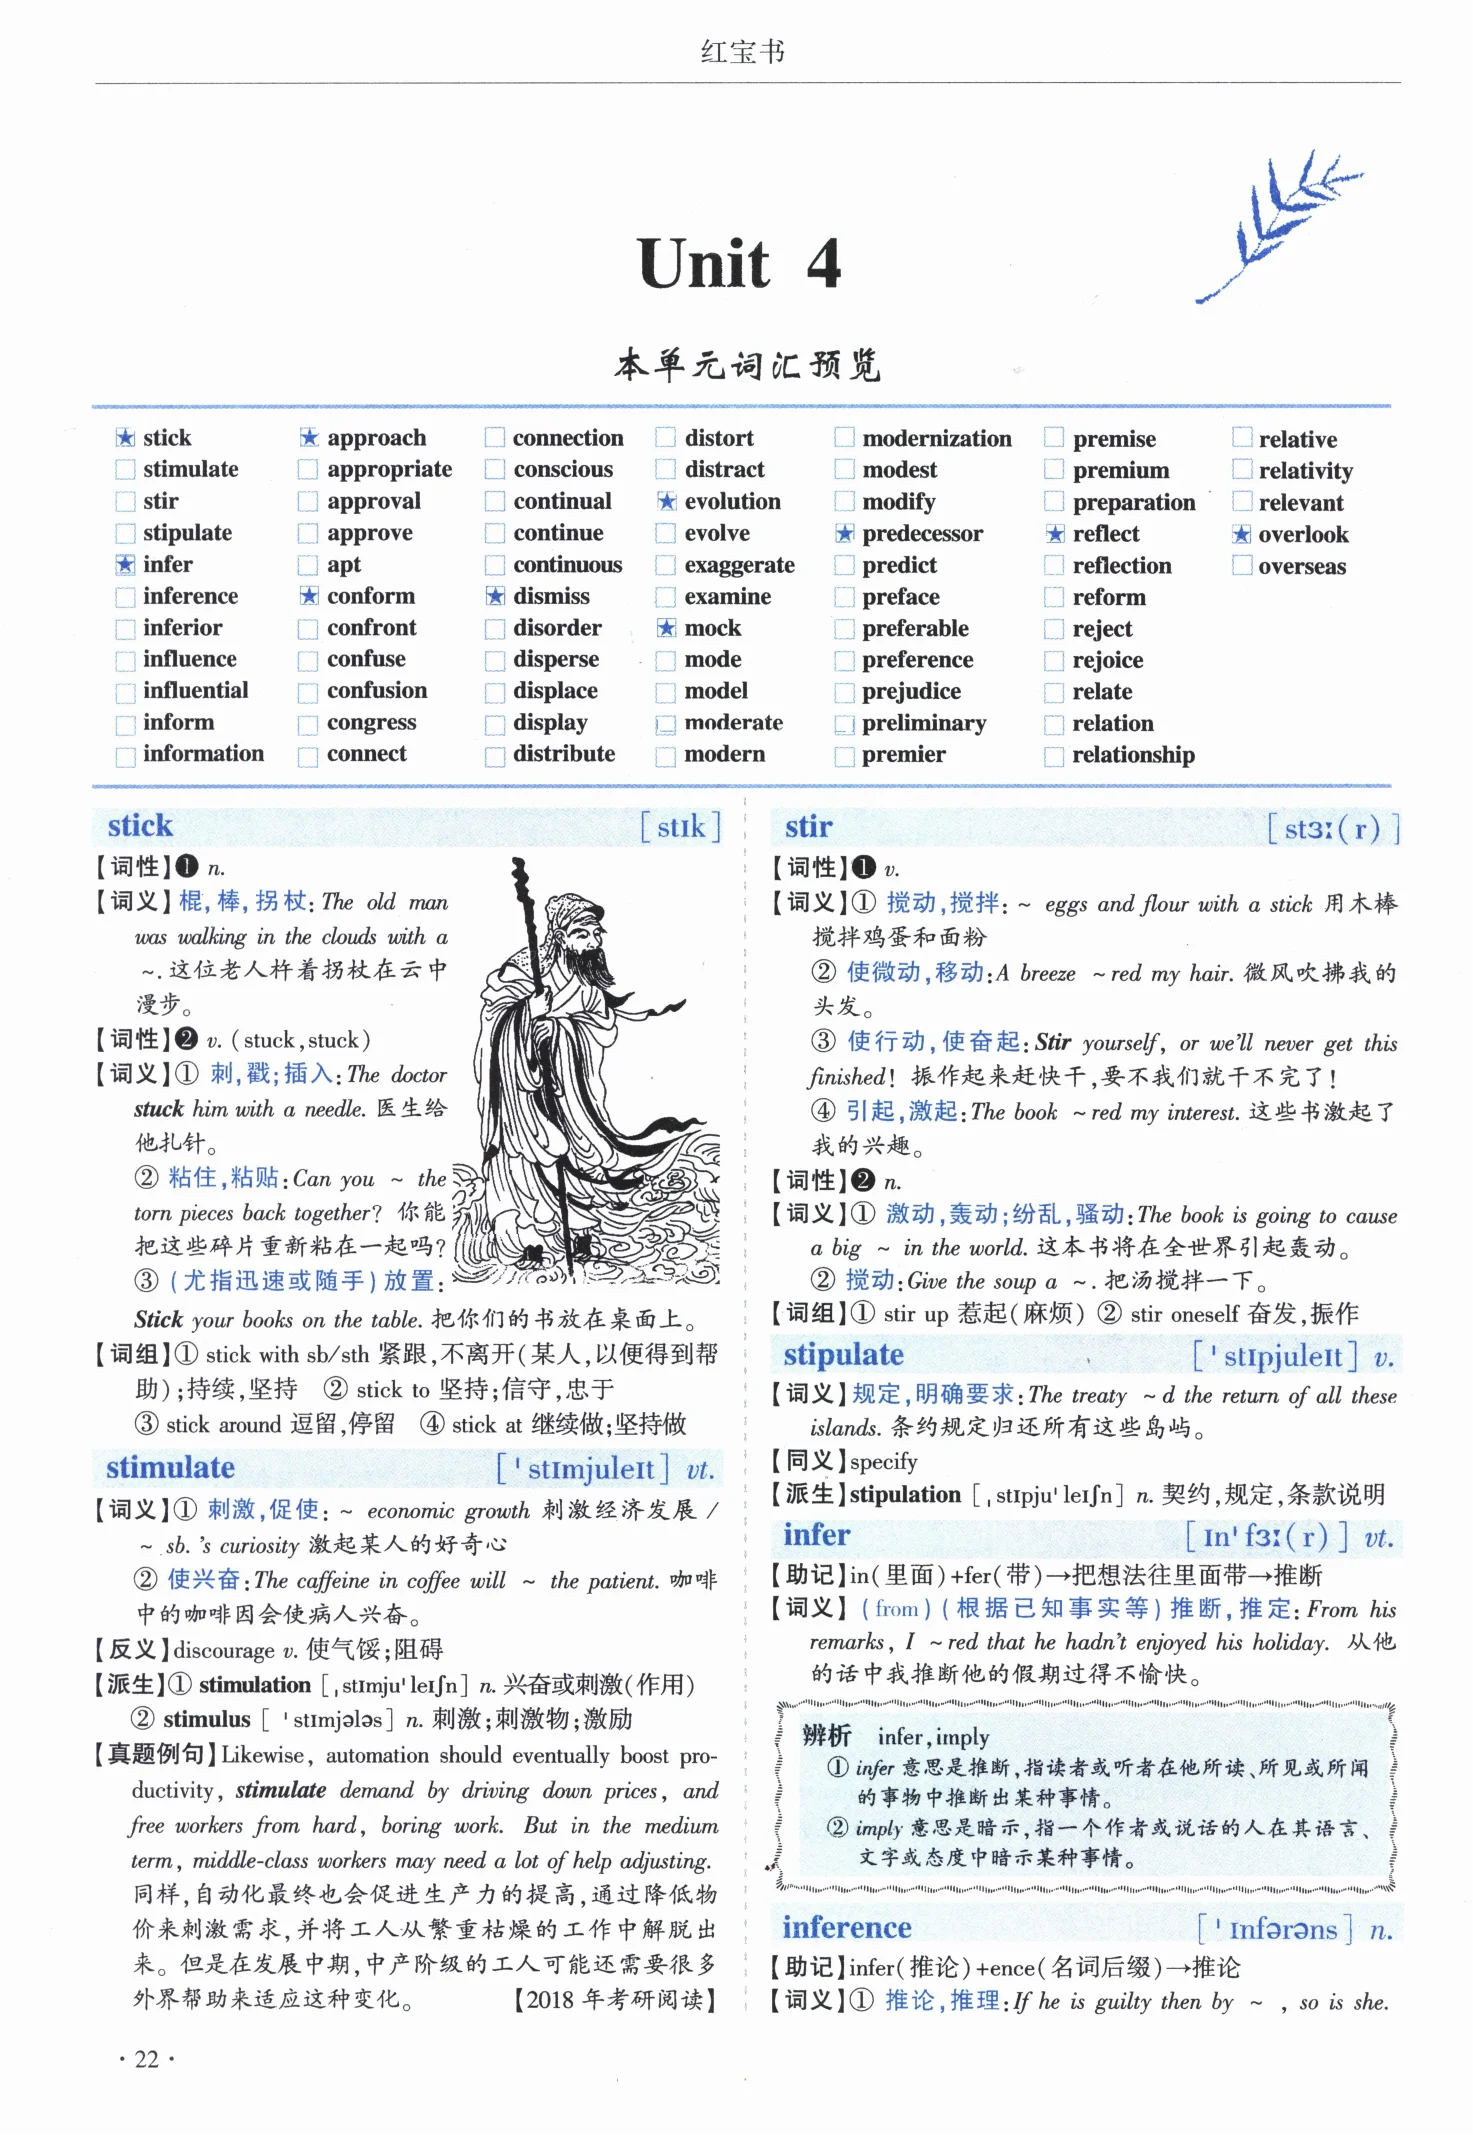 红宝书
Unit 4
本单元词汇预览
stick approach connection distort modernization premise relative
stimulate appropriate conscious distract modest premium relativity
stir approval continual evolution modify preparation relevant
stipulate approve continue evolve predecessor reflect overlook
infer apt continuous exaggerate predict reflection overseas
inference conform dismiss examine preface reform
inferior confront disorder mock preferable reject
influence confuse disperse mode preference rejoice
influential confusion displace model prejudice relate
inform congress display moderate preliminary relation
information connect distribute modern premier relationship
stick [stɪk]
【词性】❶ n.
【词义】棍,棒,拐杖: The old man
was walking in the clouds with a
~. 这位老人杵着拐杖在云中
漫步。
【词性】❷ v. (stuck,stuck)
【词义】① 刺,戳;插入: The doctor
stuck him with a needle. 医生给
他扎针。
② 粘住,粘贴: Can you ~ the
torn pieces back together? 你能
把这些碎片重新粘在一起吗?
③ (尤指迅速或随手)放置:
Stick your books on the table. 把你们的书放在桌面上。
【词组】① stick with sb/sth 紧跟,不离开(某人,以便得到帮
助);持续,坚持 ② stick to 坚持;信守,忠于
③ stick around 逗留,停留 ④ stick at 继续做;坚持做
stimulate [ˈstɪmjuleɪt] vt.
【词义】① 刺激,促使: ~ economic growth 刺激经济发展 /
~ sb. 's curiosity 激起某人的好奇心
② 使兴奋: The caffeine in coffee will ~ the patient. 咖啡
中的咖啡因会使病人兴奋。
【反义】discourage v. 使气馁;阻碍
【派生】① stimulation [ˌstɪmjuˈleɪʃn] n. 兴奋或刺激(作用)
② stimulus [ˈstɪmjələs] n. 刺激;刺激物;激励
【真题例句】Likewise, automation should eventually boost pro-
ductivity, stimulate demand by driving down prices, and
free workers from hard, boring work. But in the medium
term, middle-class workers may need a lot of help adjusting.
同样,自动化最终也会促进生产力的提高,通过降低物
价来刺激需求,并将工人从繁重枯燥的工作中解脱出
来。但是在发展中期,中产阶级的工人可能还需要很多
外界帮助来适应这种变化。 【2018 年考研阅读】
stir [stɜː(r)]
【词性】❶ v.
【词义】① 搅动,搅拌: ~ eggs and flour with a stick 用木棒
搅拌鸡蛋和面粉
② 使微动,移动: A breeze ~red my hair. 微风吹拂我的
头发。
③ 使行动,使奋起: Stir yourself, or we'll never get this
finished! 振作起来赶快干,要不我们就干不完了!
④ 引起,激起: The book ~red my interest. 这些书激起了
我的兴趣。
【词性】❷ n.
【词义】① 激动,轰动;纷乱,骚动: The book is going to cause
a big ~ in the world. 这本书将在全世界引起轰动。
② 搅动: Give the soup a ~. 把汤搅拌一下。
【词组】① stir up 惹起(麻烦) ② stir oneself 奋发,振作
stipulate [ˈstɪpjuleɪt] v.
【词义】规定,明确要求: The treaty ~d the return of all these
islands. 条约规定归还所有这些岛屿。
【同义】specify
【派生】stipulation [ˌstɪpjuˈleɪʃn] n. 契约,规定,条款说明
infer [ɪnˈfɜː(r)] vt.
【助记】in(里面)+fer(带)→把想法往里面带→推断
【词义】(from)(根据已知事实等)推断,推定: From his
remarks, I ~red that he hadn't enjoyed his holiday. 从他
的话中我推断他的假期过得不愉快。
辨析 infer,imply
① infer 意思是推断,指读者或听者在他所读、所见或所闻
的事物中推断出某种事情。
② imply 意思是暗示,指一个作者或说话的人在其语言、
文字或态度中暗示某种事情。
inference [ˈɪnfərəns] n.
【助记】infer(推论)+ence(名词后缀)→推论
【词义】① 推论,推理: If he is guilty then by ~ , so is she.
· 22 ·